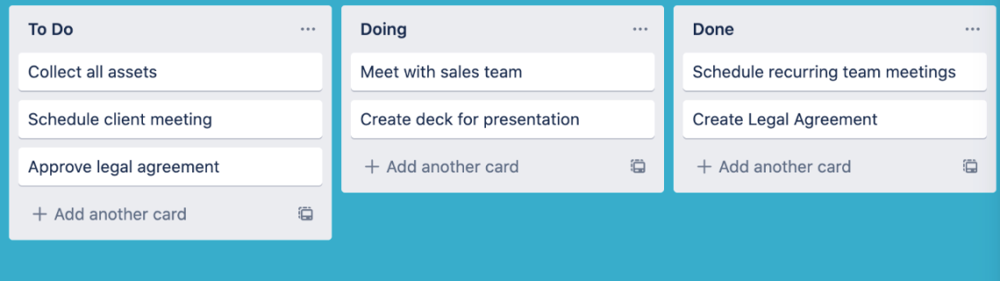 To Do
Collect all assets
Schedule client meeting
Approve legal agreement
Add another card
Doing
Meet with sales team
Create deck for presentation
Add another card
Done
Schedule recurring team meetings
Create Legal Agreement
Add another card